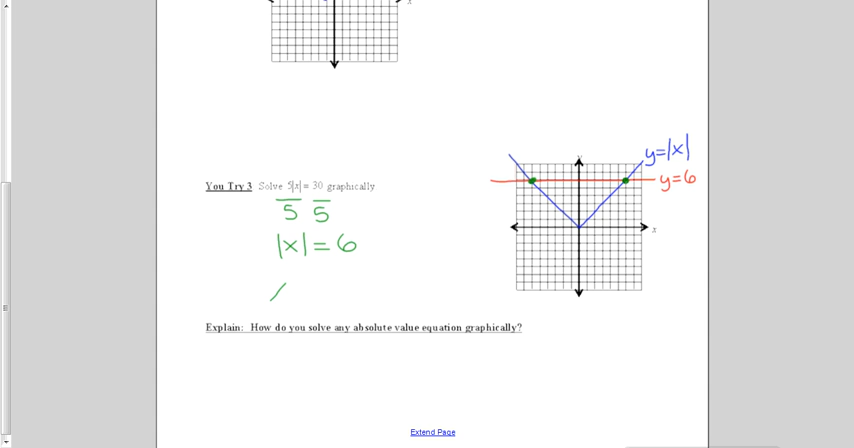 x
y
y=|x|
y=6
You Try 3 Solve 5|x| = 30 graphically
5 5
|x| = 6
x
Explain: How do you solve any absolute value equation graphically?
Extend Page